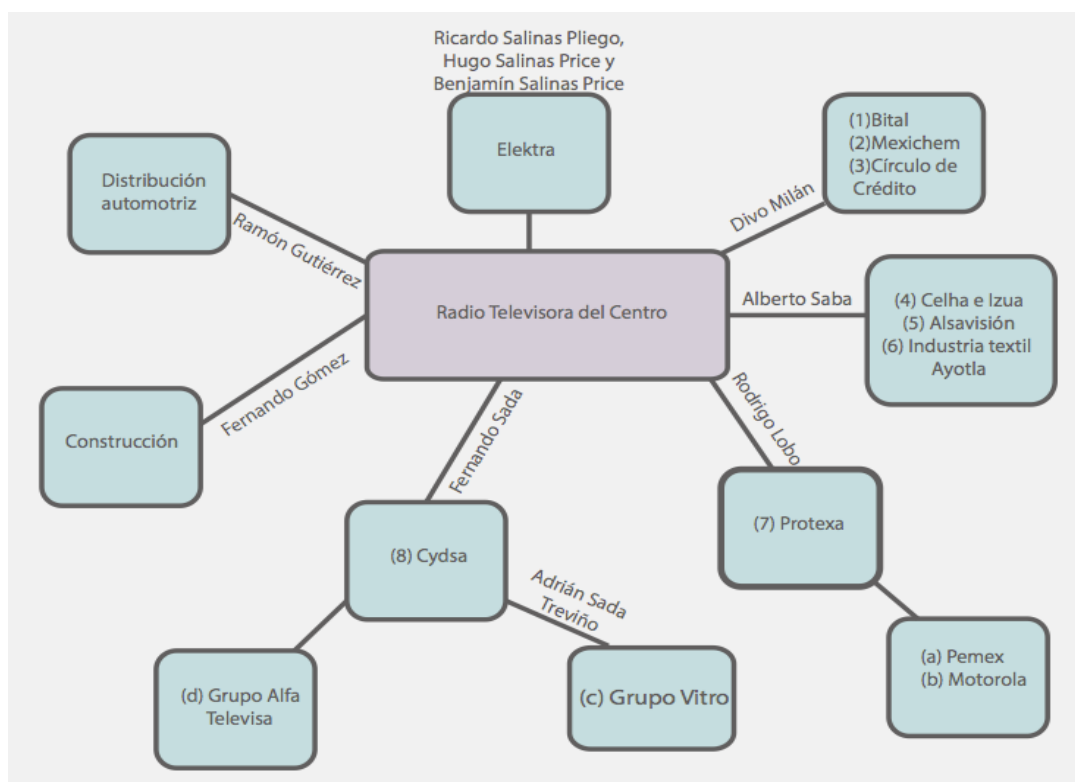 Ricardo Salinas Pliego,
Hugo Salinas Price y
Benjamín Salinas Price
Elektra
(1)Bital
(2)Mexichem
(3)Círculo de
Crédito
Divo Milán
Distribución
automotriz
Ramón Gutiérrez
Radio Televisora del Centro
Alberto Saba
(4) Celha e Izua
(5) Alsavisión
(6) Industria textil
Ayotla
Fernando Gómez
Construcción
Fernando Sada
Rodrigo Lobo
(7) Protexa
(8) Cydsa
Adrián Sada
Treviño
(d) Grupo Alfa
Televisa
(c) Grupo Vitro
(a) Pemex
(b) Motorola